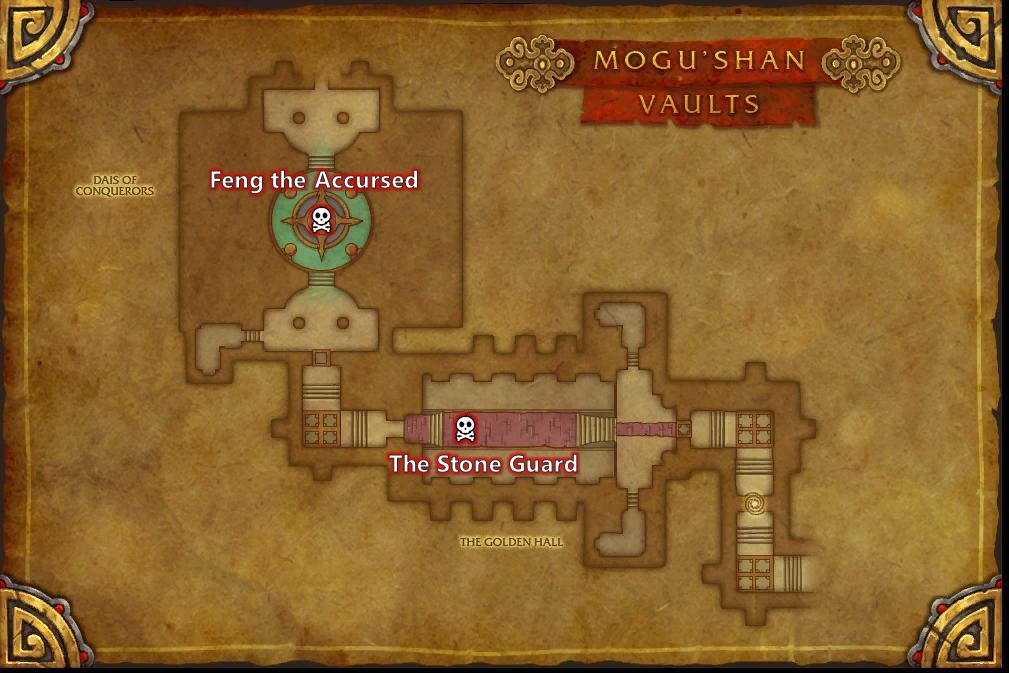 MOGU'SHAN
VAULTS
DAIS OF
CONQUERORS
Feng the Accursed
The Stone Guard
THE GOLDEN HALL